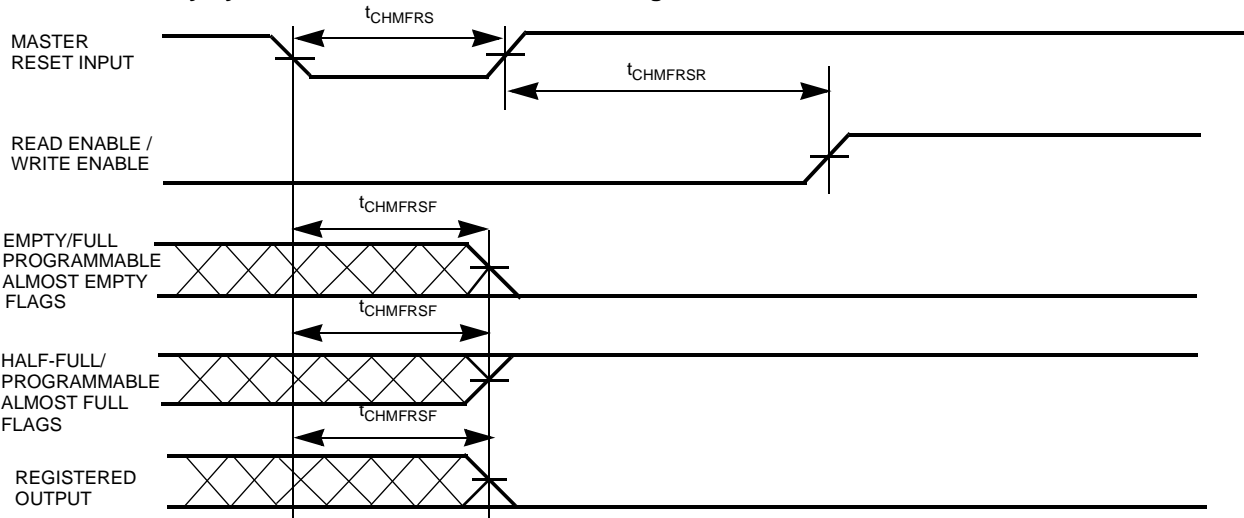 tCHMFRS
MASTER
RESET INPUT
tCHMFRSR
READ ENABLE /
WRITE ENABLE
tCHMFRSF
EMPTY/FULL
PROGRAMMABLE
ALMOST EMPTY
FLAGS
tCHMFRSF
HALF-FULL/
PROGRAMMABLE
ALMOST FULL
FLAGS
tCHMFRSF
REGISTERED
OUTPUT